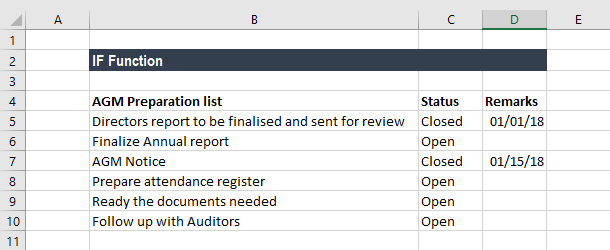 A B C D E
1
2 IF Function
3
4 AGM Preparation list Status Remarks
5 Directors report to be finalised and sent for review Closed 01/01/18
6 Finalize Annual report Open
7 AGM Notice Closed 01/15/18
8 Prepare attendance register Open
9 Ready the documents needed Open
10 Follow up with Auditors Open
11